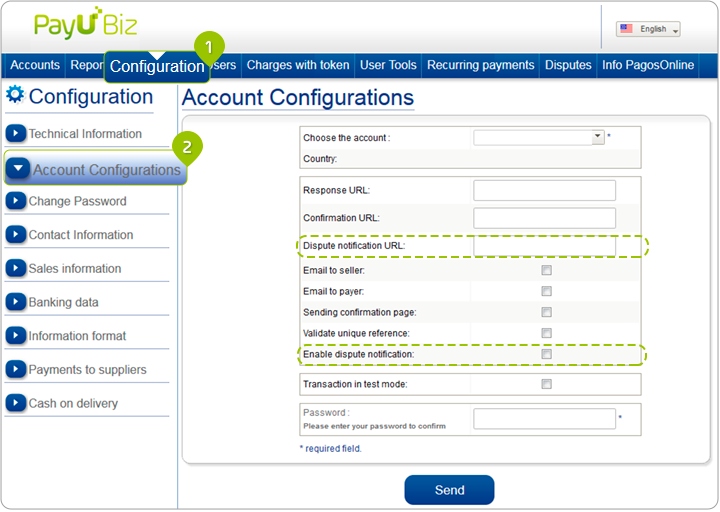 PayU Biz
English
1
Accounts Repor Configuration sers Charges with token User Tools Recurring payments Disputes Info PagosOnline
Configuration
Technical Information
2
Account Configurations
Change Password
Contact Information
Sales information
Banking data
Information format
Payments to suppliers
Cash on delivery
Account Configurations
Choose the account : *
Country:
Response URL:
Confirmation URL:
Dispute notification URL:
Email to seller:
Email to payer:
Sending confirmation page:
Validate unique reference:
Enable dispute notification:
Transaction in test mode:
Password : *
Please enter your password to confirm
* required field.
Send